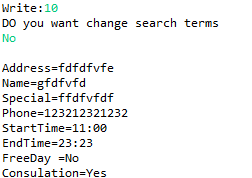 Write:10
DO you want change search terms
No
Address=fdfdfvfe
Name=gfdfvfd
Special=ffdfvfdf
Phone=123212321232
StartTime=11:00
EndTime=23:23
FreeDay =No
Consulation=Yes